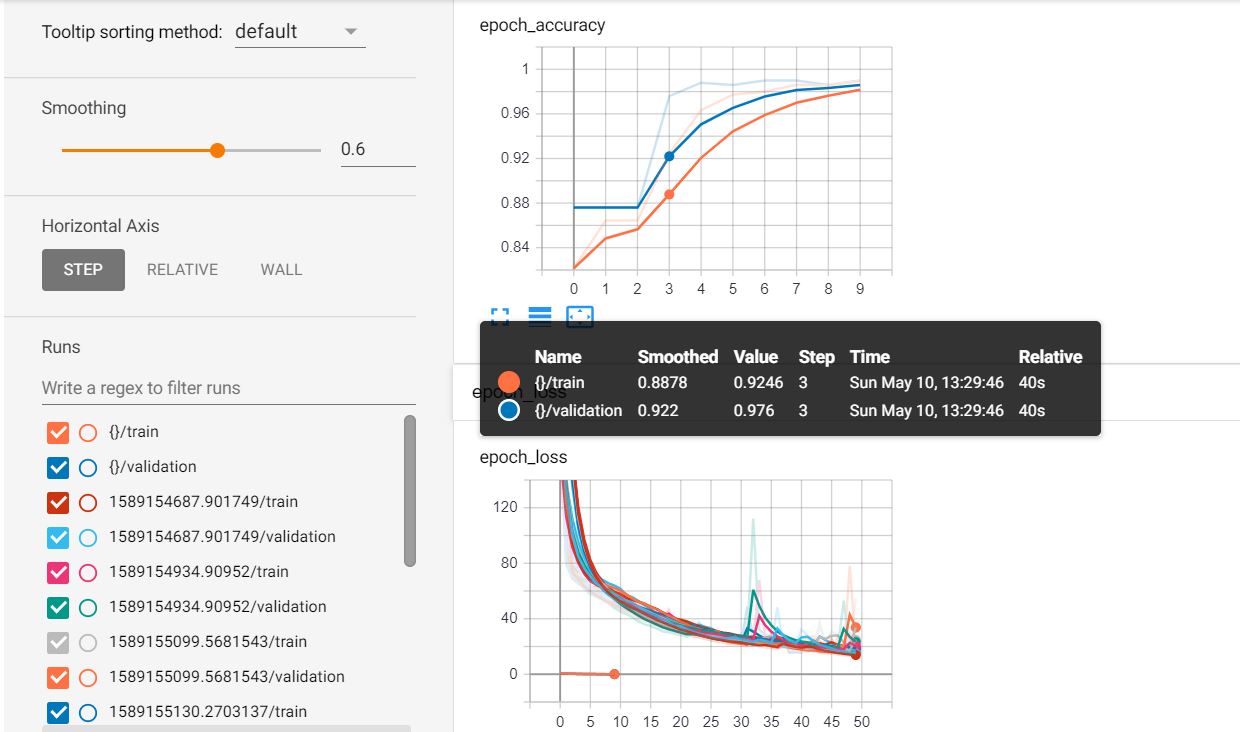 Tooltip sorting method: default
Smoothing
0.6
Horizontal Axis
STEP RELATIVE WALL
Runs
Write a regex to filter runs
{}/train
{}/validation
1589154687.901749/train
1589154687.901749/validation
1589154934.90952/train
1589154934.90952/validation
1589155099.5681543/train
1589155099.5681543/validation
1589155130.2703137/train
epoch_accuracy
1
0.96
0.92
0.88
0.84
0 1 2 3 4 5 6 7 8 9
epoch_loss
Name Smoothed Value Step Time Relative
{}/train 0.8878 0.9246 3 Sun May 10, 13:29:46 40s
{}/validation 0.922 0.976 3 Sun May 10, 13:29:46 40s
epoch_loss
120
80
40
0
0 5 10 15 20 25 30 35 40 45 50